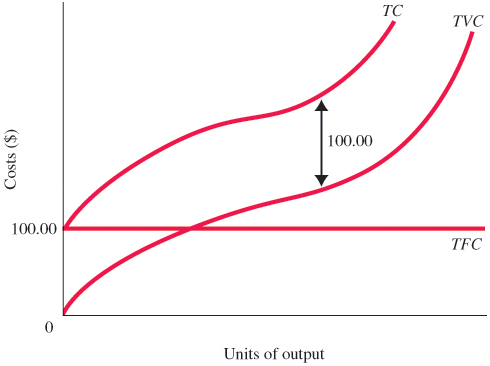 TC
TVC
Costs ($)
100.00
100.00
TFC
0
Units of output